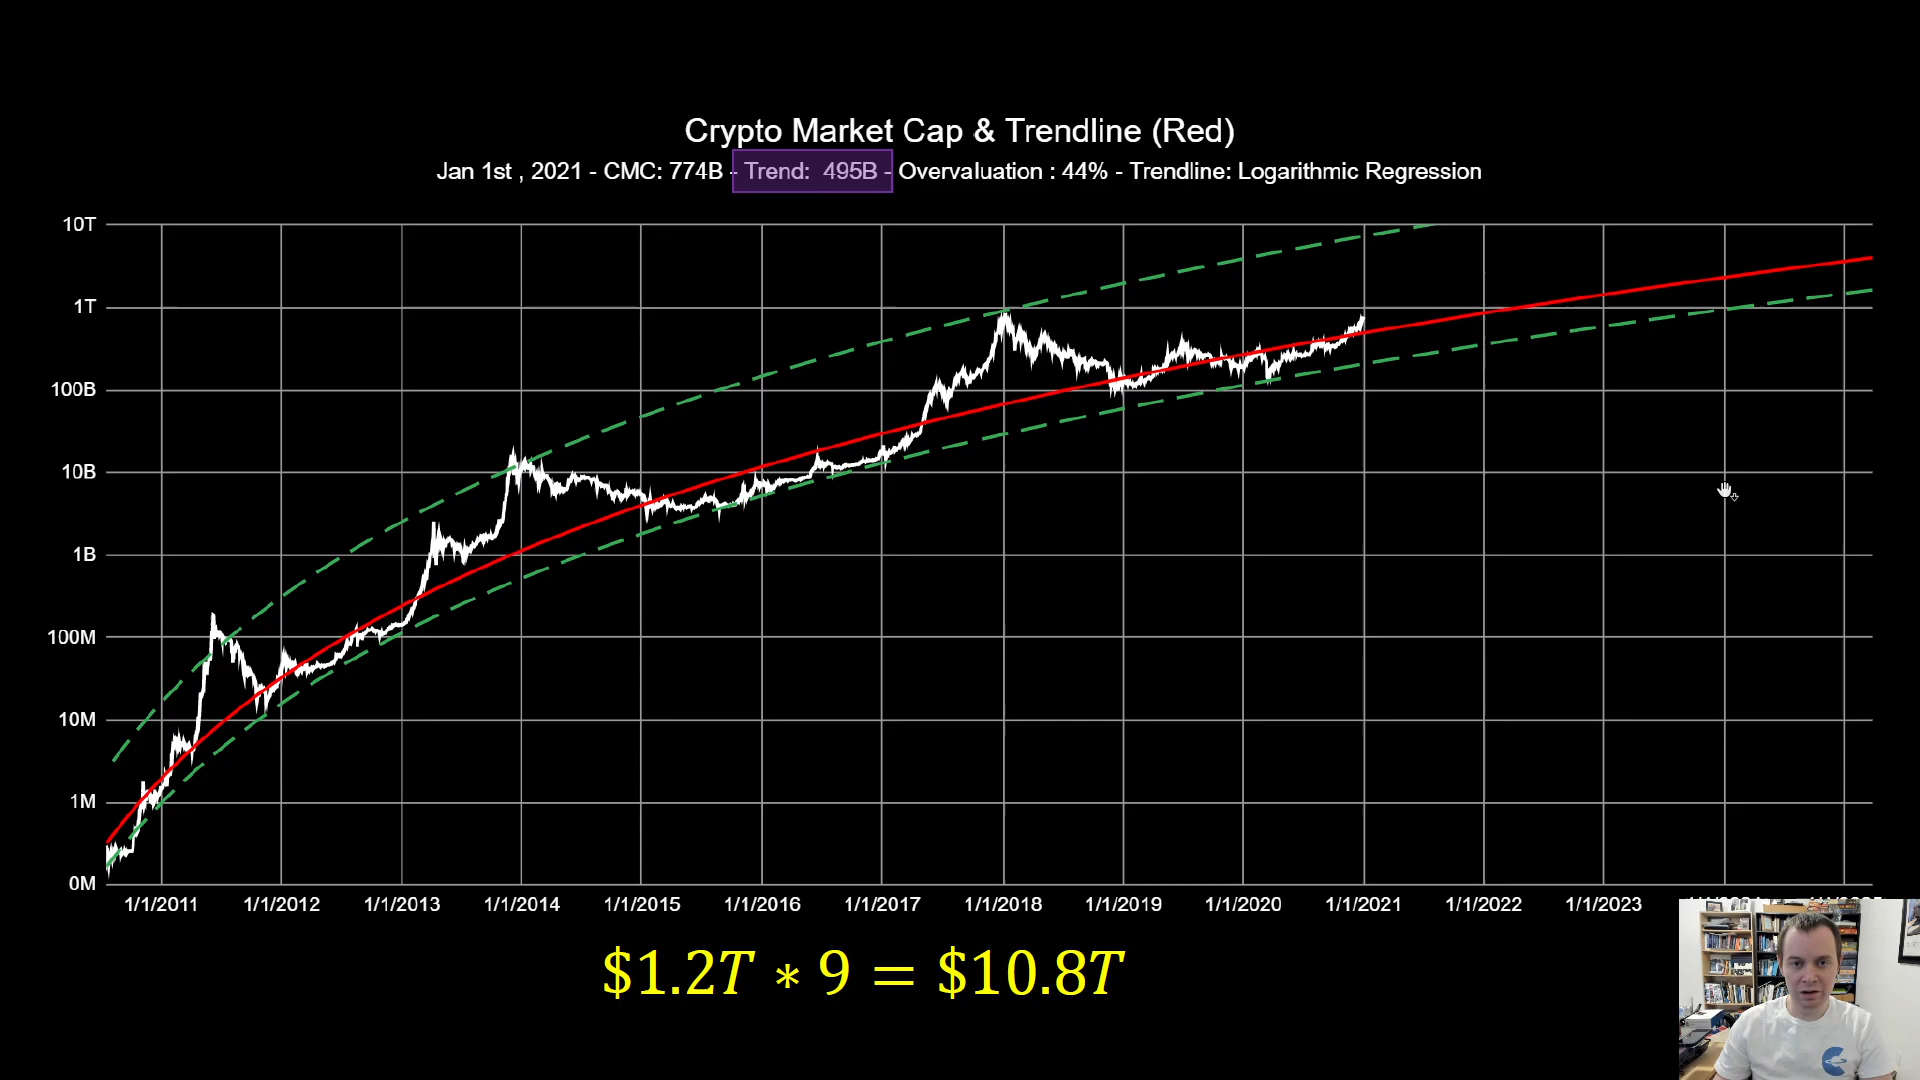 Crypto Market Cap & Trendline (Red)
Jan 1st , 2021 - CMC: 774B - Trend: 495B - Overvaluation : 44% - Trendline: Logarithmic Regression
10T
1T
100B
10B
1B
100M
10M
1M
0M
1/1/2011 1/1/2012 1/1/2013 1/1/2014 1/1/2015 1/1/2016 1/1/2017 1/1/2018 1/1/2019 1/1/2020 1/1/2021 1/1/2022 1/1/2023
$1.2T * 9 = $10.8T